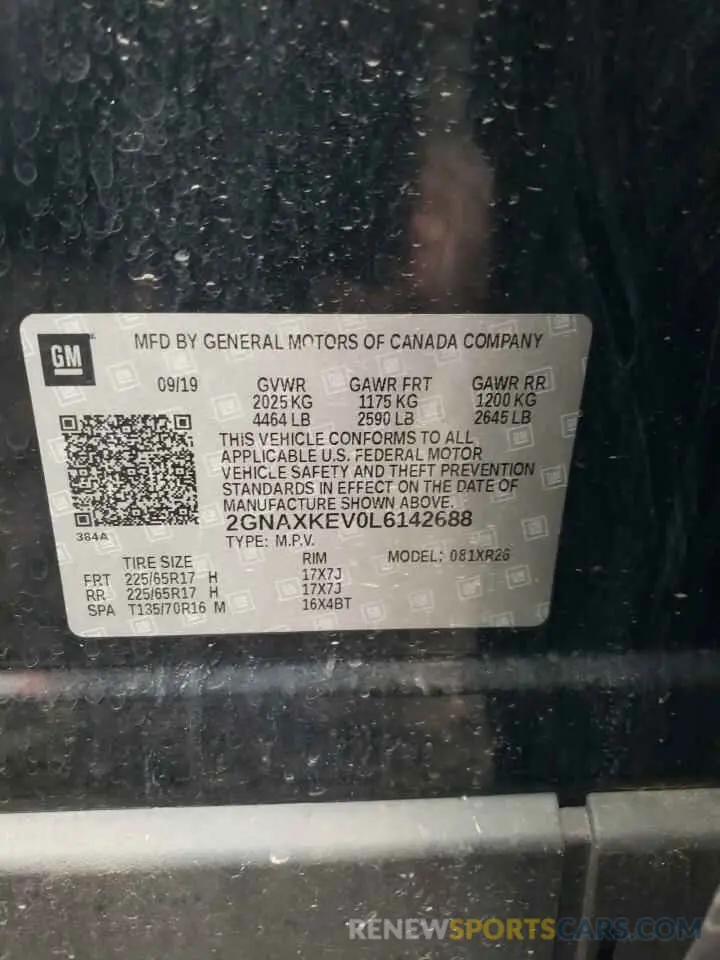 GM
MFD BY GENERAL MOTORS OF CANADA COMPANY
09/19 GVWR GAWR FRT GAWR RR
2025 KG 1175 KG 1200 KG
4464 LB 2590 LB 2645 LB
THIS VEHICLE CONFORMS TO ALL
APPLICABLE U.S. FEDERAL MOTOR
VEHICLE SAFETY AND THEFT PREVENTION
STANDARDS IN EFFECT ON THE DATE OF
MANUFACTURE SHOWN ABOVE.
384A 2GNAXKEV0L6142688
TYPE: M.P.V. MODEL: 081XR26
TIRE SIZE RIM
FRT 225/65R17 H 17X7J
RR 225/65R17 H 17X7J
SPA T135/70R16 M 16X4BT
RENEWSPORTSCARS.COM